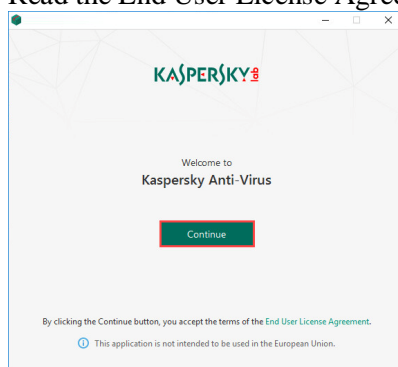 Read the End User License Agree
KASPERSKY lab
Welcome to
Kaspersky Anti-Virus
Continue
By clicking the Continue button, you accept the terms of the End User License Agreement.
This application is not intended to be used in the European Union.